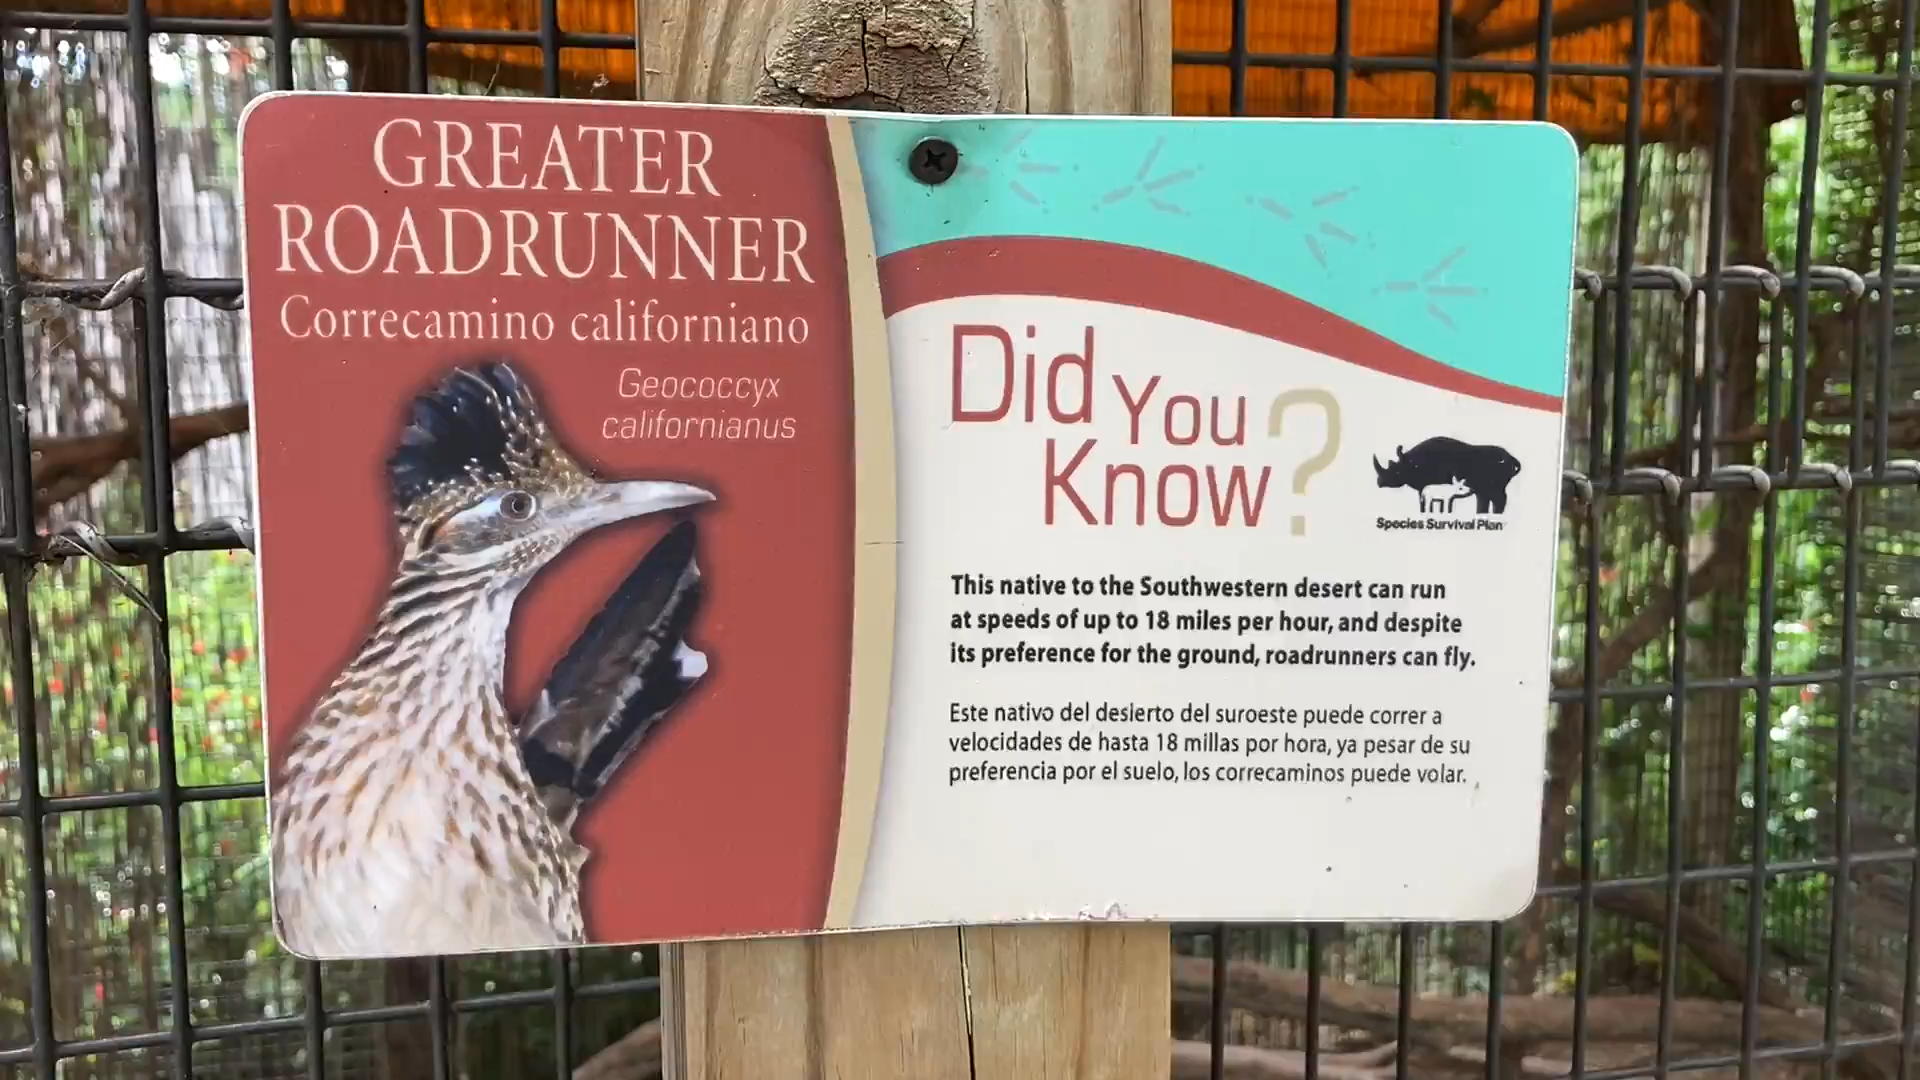 GREATER
ROADRUNNER
Correcamino californiano
Geococcyx
californianus
Did You
Know?
Species Survival Plan
This native to the Southwestern desert can run
at speeds of up to 18 miles per hour, and despite
its preference for the ground, roadrunners can fly.
Este nativo del desierto del suroeste puede correr a
velocidades de hasta 18 millas por hora, ya pesar de su
preferencia por el suelo, los correcaminos puede volar.